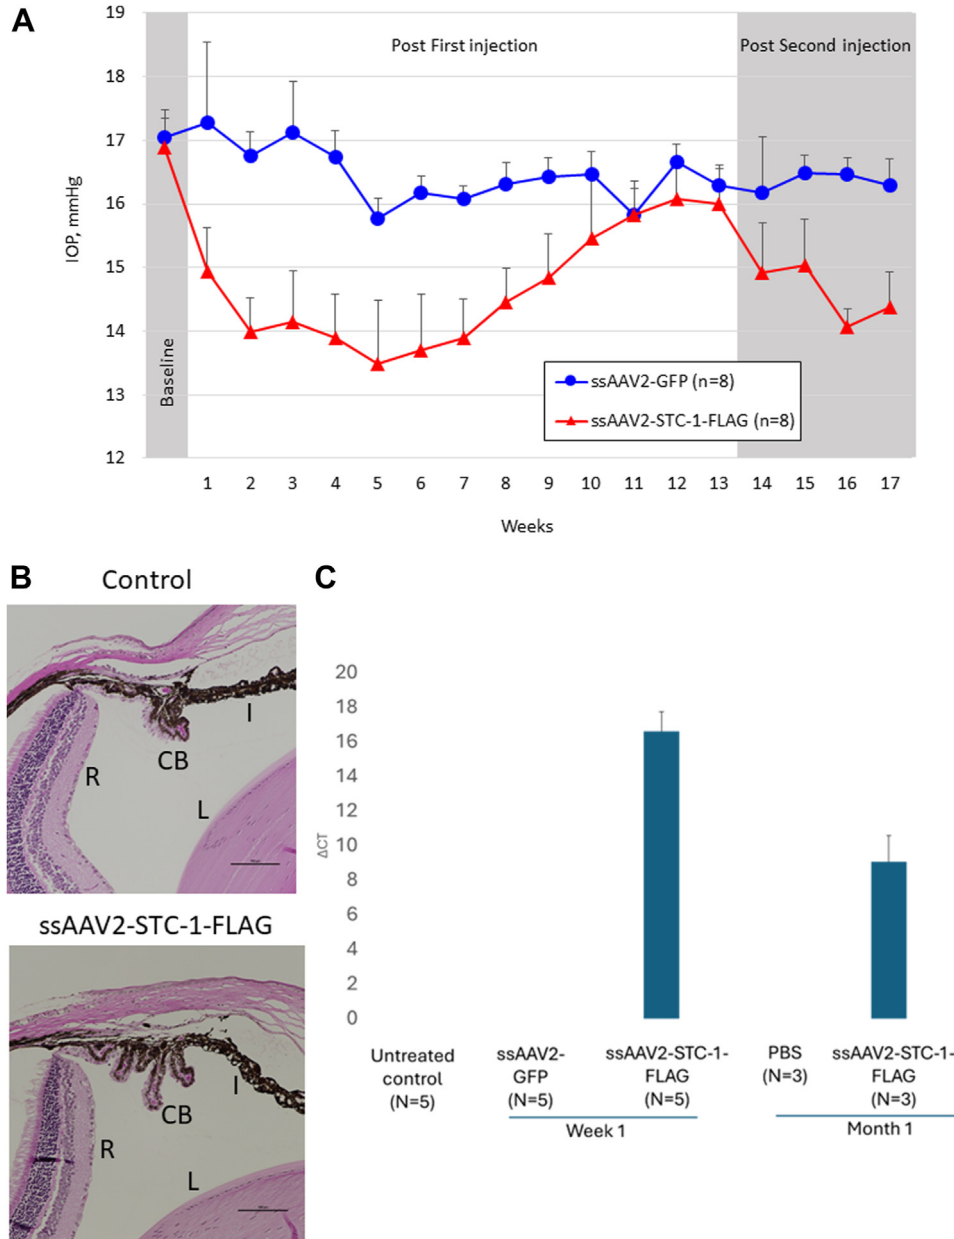 A
19
Post First injection
Post Second injection
18
17
16
15
14
13
12
IOP, mmHg
Baseline
ssAAV2-GFP (n=8)
ssAAV2-STC-1-FLAG (n=8)
1 2 3 4 5 6 7 8 9 10 11 12 13 14 15 16 17
Weeks
B
Control
I
CB
R
L
ssAAV2-STC-1-FLAG
I
CB
R
L
C
20
18
16
14
12
10
8
6
4
2
0
ΔCT
Untreated
control
(N=5)
ssAAV2-
GFP
(N=5)
ssAAV2-STC-1-
FLAG
(N=5)
Week 1
PBS
(N=3)
ssAAV2-STC-1-
FLAG
(N=3)
Month 1